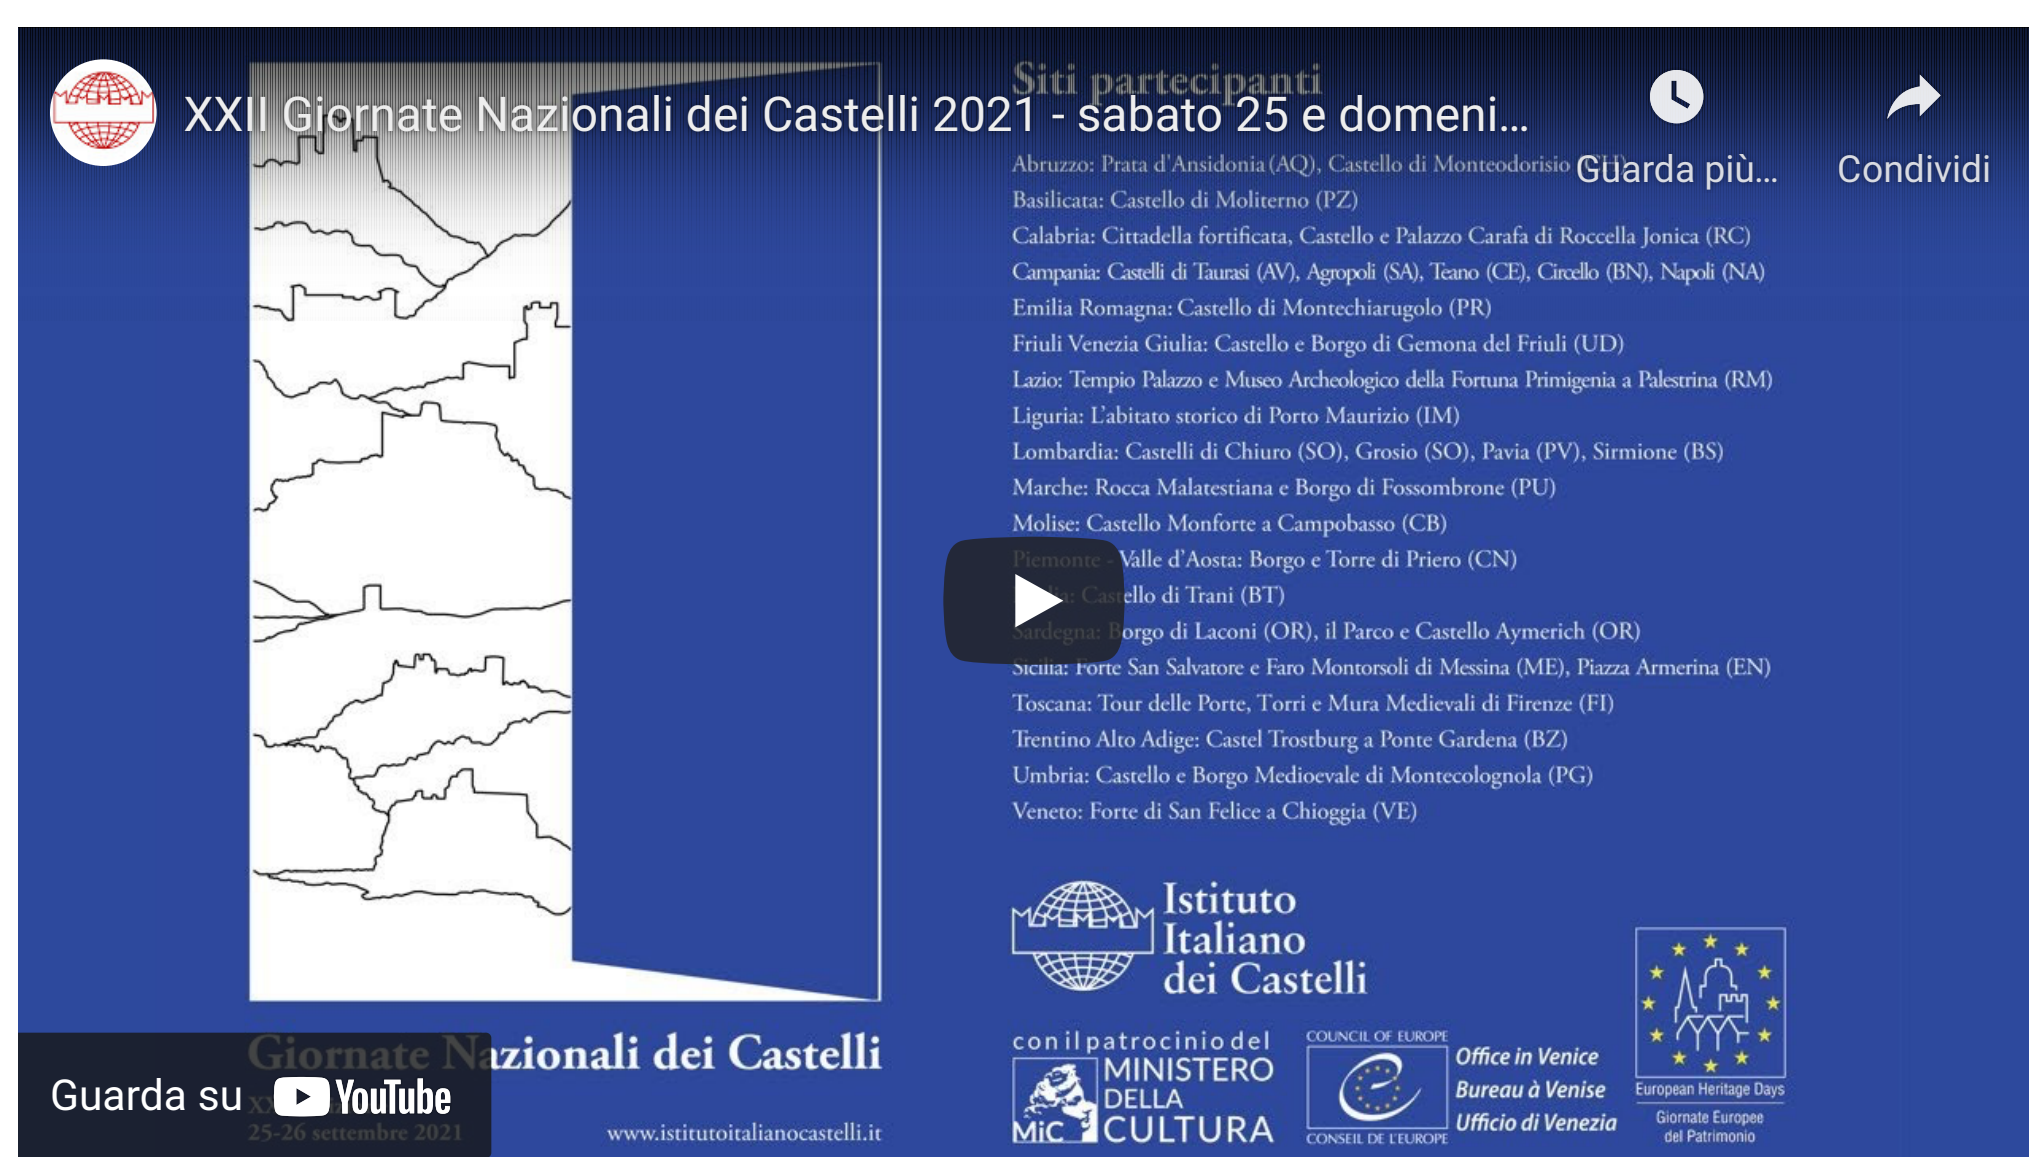 XXII Giornate Nazionali dei Castelli 2021 - sabato 25 e domeni...
Guarda più...
Condividi
Siti partecipanti
Abruzzo: Prata d'Ansidonia (AQ), Castello di Monteodorisio (CH)
Basilicata: Castello di Moliterno (PZ)
Calabria: Cittadella fortificata, Castello e Palazzo Carafa di Roccella Jonica (RC)
Campania: Castelli di Taurasi (AV), Agropoli (SA), Teano (CE), Circello (BN), Napoli (NA)
Emilia Romagna: Castello di Montechiarugolo (PR)
Friuli Venezia Giulia: Castello e Borgo di Gemona del Friuli (UD)
Lazio: Tempio Palazzo e Museo Archeologico della Fortuna Primigenia a Palestrina (RM)
Liguria: L'abitato storico di Porto Maurizio (IM)
Lombardia: Castelli di Chiuro (SO), Grosio (SO), Pavia (PV), Sirmione (BS)
Marche: Rocca Malatestiana e Borgo di Fossombrone (PU)
Molise: Castello Monforte a Campobasso (CB)
Piemonte - Valle d'Aosta: Borgo e Torre di Priero (CN)
Castello di Trani (BT)
Sardegna: Borgo di Laconi (OR), il Parco e Castello Aymerich (OR)
Sicilia: Forte San Salvatore e Faro Montorsoli di Messina (ME), Piazza Armerina (EN)
Toscana: Tour delle Porte, Torri e Mura Medievali di Firenze (FI)
Trentino Alto Adige: Castel Trostburg a Ponte Gardena (BZ)
Umbria: Castello e Borgo Medioevale di Montecolognola (PG)
Veneto: Forte di San Felice a Chioggia (VE)
Istituto
Italiano
dei Castelli
Giornate Nazionali dei Castelli
25-26 settembre 2021
www.istitutoitalianocastelli.it
Guarda su YouTube
con il patrocinio del
MiC
MINISTERO
DELLA
CULTURA
COUNCIL OF EUROPE
CONSEIL DE L'EUROPE
Office in Venice
Bureau à Venise
Ufficio di Venezia
European Heritage Days
Giornate Europee
del Patrimonio